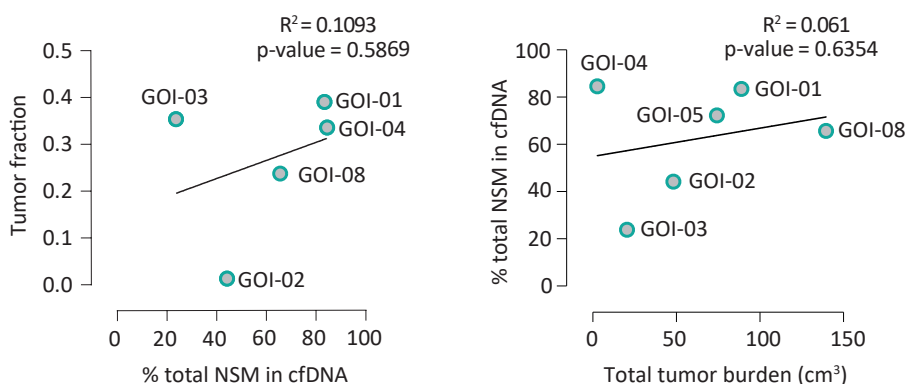 R² = 0.1093
p-value = 0.5869
Tumor fraction
0.5
0.4
0.3
0.2
0.1
0.0
GOI-03
GOI-01
GOI-04
GOI-08
GOI-02
0 20 40 60 80 100
% total NSM in cfDNA
R² = 0.061
p-value = 0.6354
% total NSM in cfDNA
100
80
60
40
20
0
GOI-04
GOI-01
GOI-05
GOI-08
GOI-02
GOI-03
0 50 100 150
Total tumor burden (cm³)